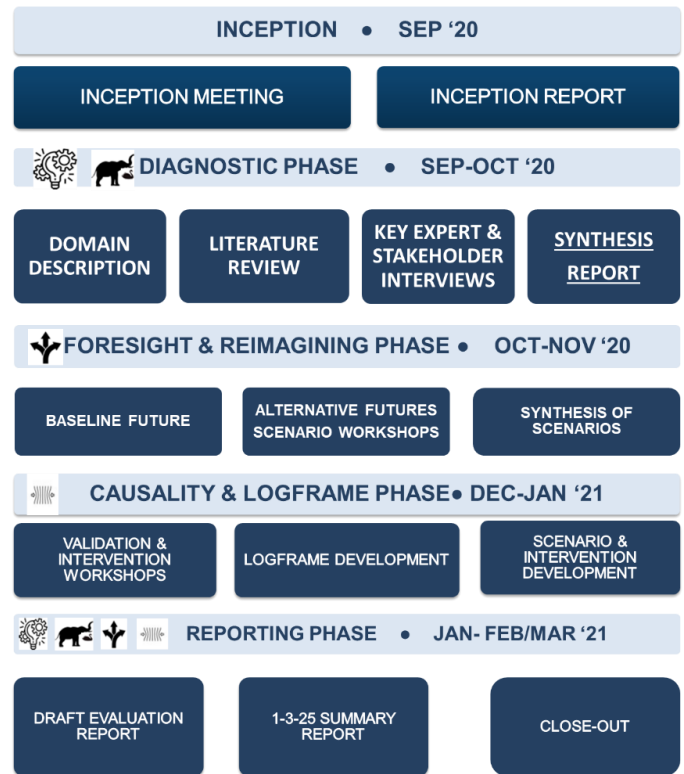 INCEPTION ● SEP ‘20
INCEPTION MEETING
INCEPTION REPORT
DIAGNOSTIC PHASE ● SEP-OCT ‘20
DOMAIN
DESCRIPTION
LITERATURE
REVIEW
KEY EXPERT &
STAKEHOLDER
INTERVIEWS
SYNTHESIS
REPORT
FORESIGHT & REIMAGINING PHASE ● OCT-NOV ‘20
BASELINE FUTURE
ALTERNATIVE FUTURES
SCENARIO WORKSHOPS
SYNTHESIS OF
SCENARIOS
CAUSALITY & LOGFRAME PHASE● DEC-JAN ‘21
VALIDATION &
INTERVENTION
WORKSHOPS
LOGFRAME DEVELOPMENT
SCENARIO &
INTERVENTION
DEVELOPMENT
REPORTING PHASE ● JAN- FEB/MAR ‘21
DRAFT EVALUATION
REPORT
1-3-25 SUMMARY
REPORT
CLOSE-OUT